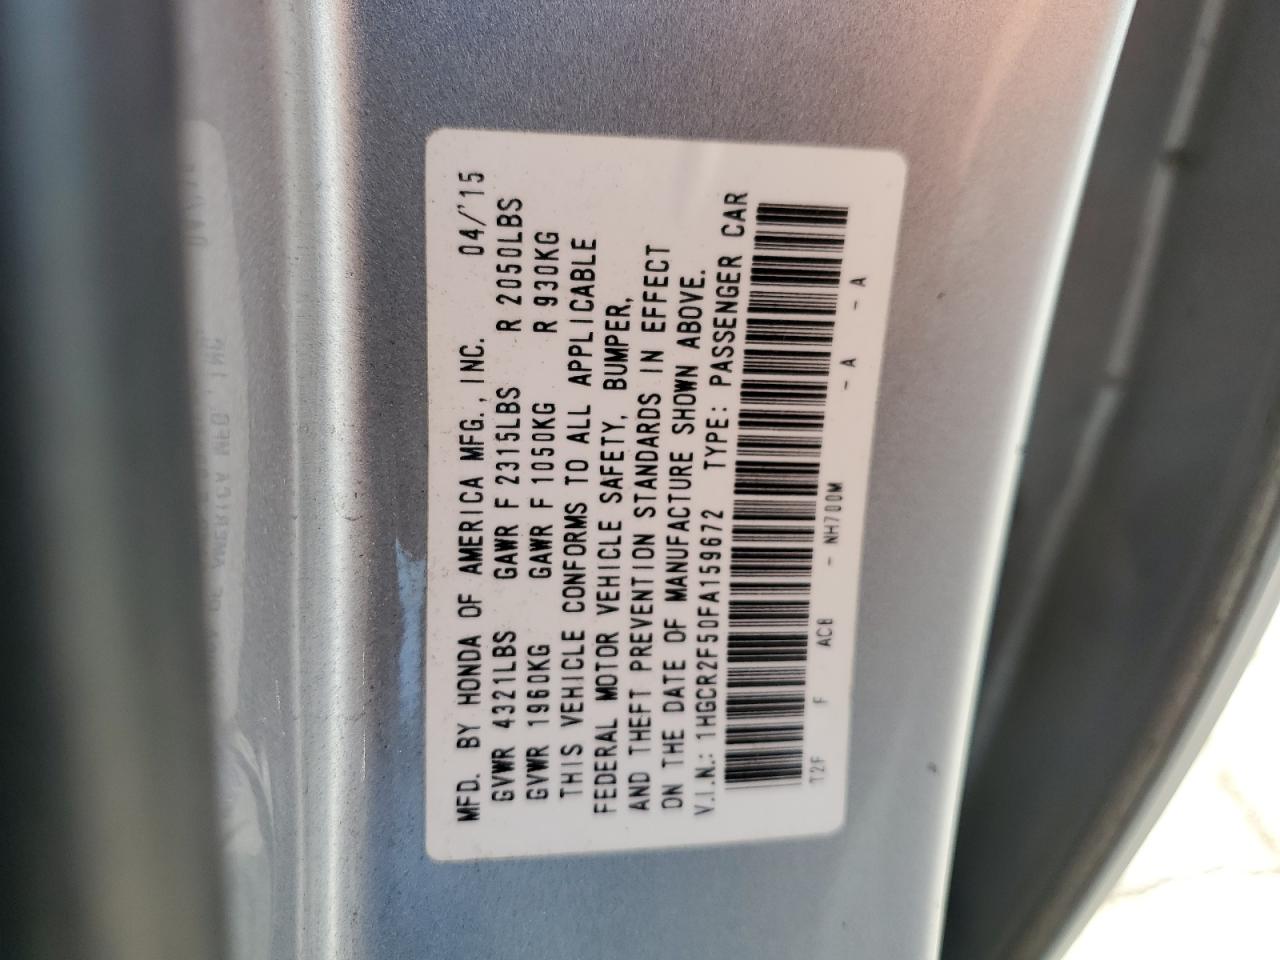 MFD. BY HONDA OF AMERICA MFG., INC. 04/'15
GVWR 4321LBS GAWR F 2315LBS R 2050LBS
GVWR 1960KG GAWR F 1050KG R 930KG
THIS VEHICLE CONFORMS TO ALL APPLICABLE
FEDERAL MOTOR VEHICLE SAFETY, BUMPER,
AND THEFT PREVENTION STANDARDS IN EFFECT
ON THE DATE OF MANUFACTURE SHOWN ABOVE.
V.I.N.: 1HGCR2F50FA159672 TYPE: PASSENGER CAR
T2F F ACB - NH700M - A - A